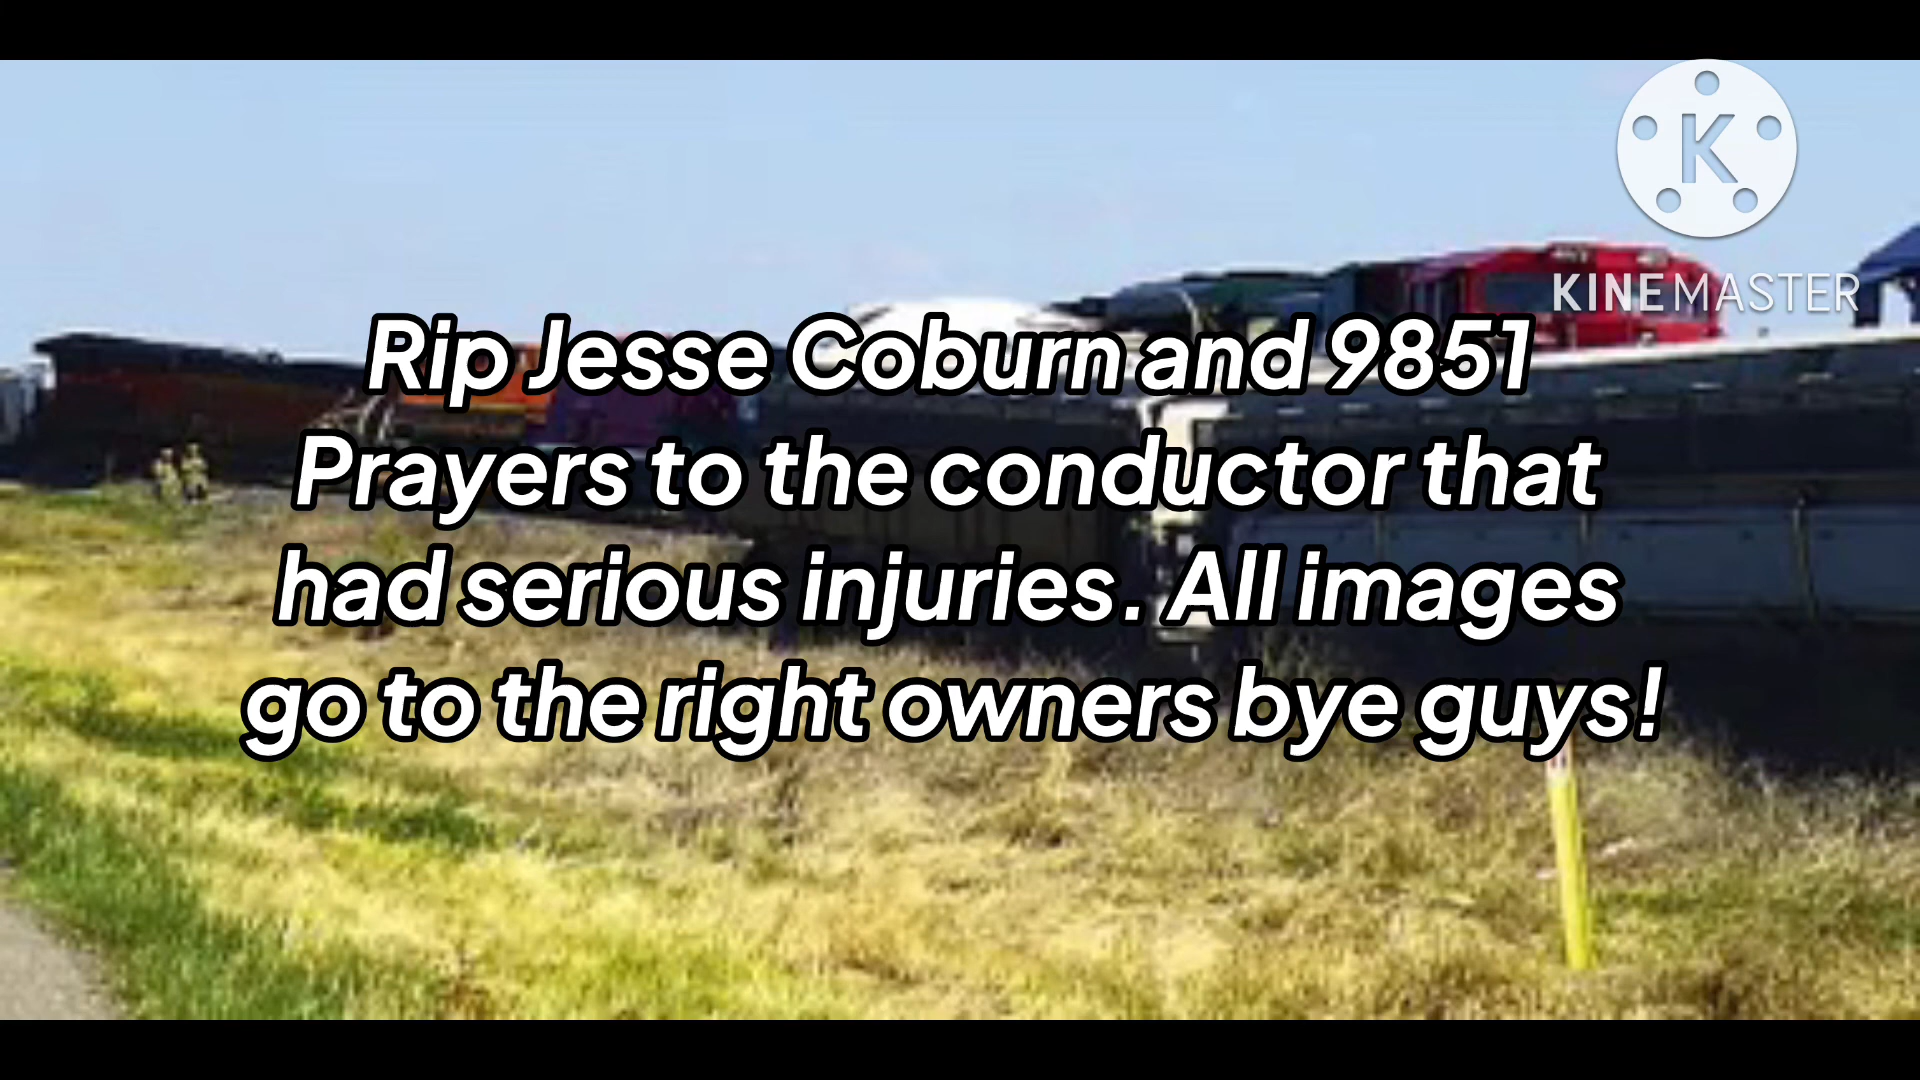 K
KINEMASTER
Rip Jesse Coburn and 9851
Prayers to the conductor that
had serious injuries. All images
go to the right owners bye guys!